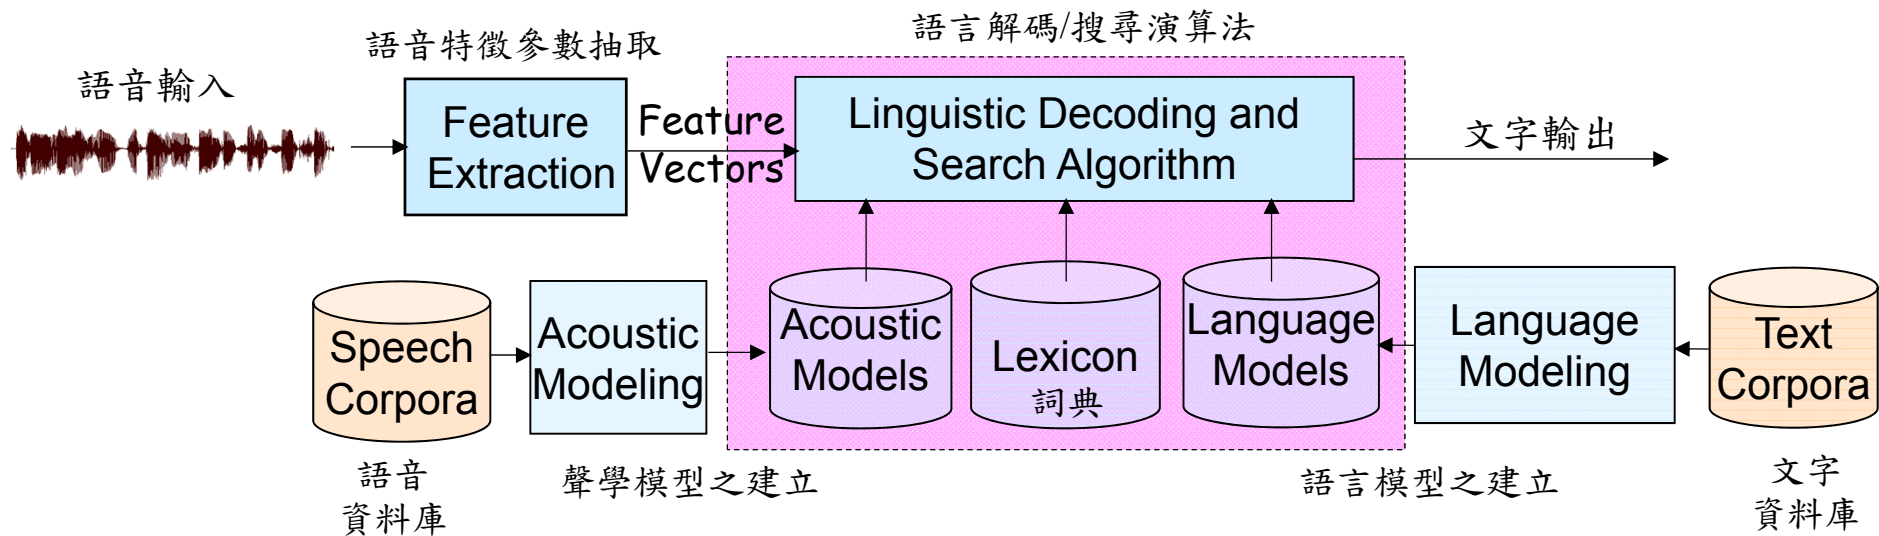 語言解碼/搜尋演算法
語音特徵參數抽取
語音輸入
Feature
Extraction
Feature
Vectors
Linguistic Decoding and
Search Algorithm
文字輸出
Speech
Corpora
Acoustic
Modeling
Acoustic
Models
Lexicon
詞典
Language
Models
Language
Modeling
Text
Corpora
語音
資料庫
聲學模型之建立
語言模型之建立
文字
資料庫